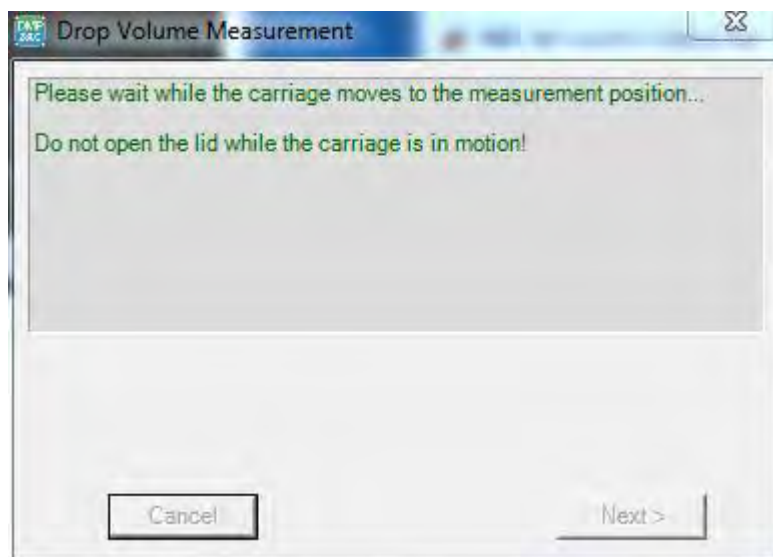 Drop Volume Measurement
Please wait while the carriage moves to the measurement position...
Do not open the lid while the carriage is in motion!
Cancel
Next >